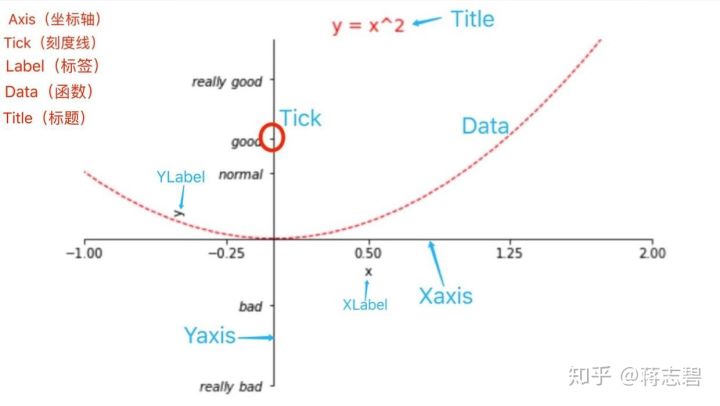 Axis（坐标轴）
Tick（刻度线）
Label（标签）
Data（函数）
Title（标题）
y = x^2
Title
really good
Tick
good
Data
normal
YLabel
y
−1.00
−0.25
0.50
1.25
2.00
x
XLabel
Xaxis
bad
Yaxis
really bad
知乎 @蒋志碧